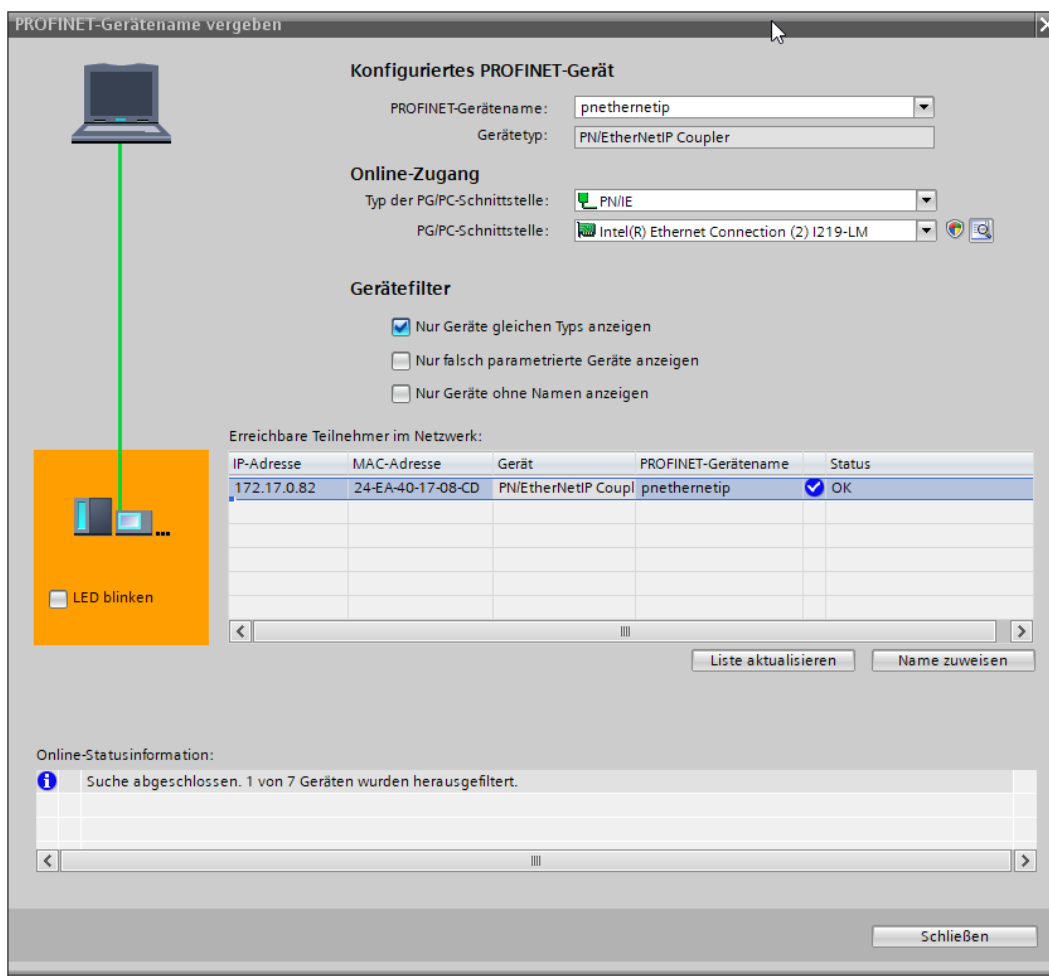 PROFINET-Gerätename vergeben
Konfiguriertes PROFINET-Gerät
PROFINET-Gerätename: pnethernetip
Gerätetyp: PN/EtherNetIP Coupler
Online-Zugang
Typ der PG/PC-Schnittstelle: PN/IE
PG/PC-Schnittstelle: Intel(R) Ethernet Connection (2) I219-LM
Gerätefilter
Nur Geräte gleichen Typs anzeigen
Nur falsch parametrierte Geräte anzeigen
Nur Geräte ohne Namen anzeigen
Erreichbare Teilnehmer im Netzwerk:
IP-Adresse MAC-Adresse Gerät PROFINET-Gerätename Status
172.17.0.82 24-EA-40-17-08-CD PN/EtherNetIP Coupl pnethernetip OK
LED blinken
Liste aktualisieren Name zuweisen
Online-Statusinformation:
Suche abgeschlossen. 1 von 7 Geräten wurden herausgefiltert.
Schließen